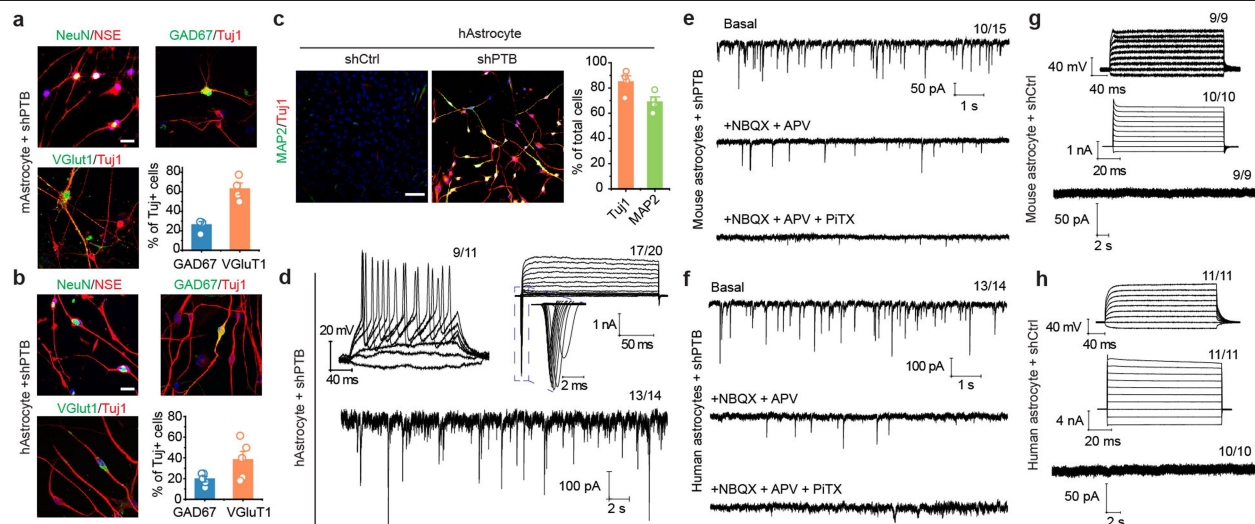 a
mAstrocyte + shPTB
NeuN/NSE
GAD67/Tuj1
VGlut1/Tuj1
% of Tuj+ cells
80
60
40
20
0
GAD67 VGluT1
b
hAstrocyte +shPTB
NeuN/NSE
GAD67/Tuj1
VGlut1/Tuj1
% of Tuj+ cells
80
60
40
20
0
GAD67 VGluT1
c
hAstrocyte
shCtrl
shPTB
MAP2/Tuj1
% of total cells
100
80
60
40
20
0
Tuj1
MAP2
d
hAstrocyte + shPTB
9/11
20 mV
40 ms
17/20
1 nA
50 ms
2 ms
13/14
100 pA
2 s
e
Mouse astrocytes + shPTB
Basal
10/15
50 pA
1 s
+NBQX + APV
+NBQX + APV + PiTX
f
Human astrocytes + shPTB
Basal
13/14
100 pA
1 s
+NBQX + APV
+NBQX + APV + PiTX
g
Mouse astrocyte + shCtrl
9/9
40 mV
40 ms
10/10
1 nA
20 ms
9/9
50 pA
2 s
h
Human astrocyte + shCtrl
11/11
40 mV
40 ms
11/11
4 nA
20 ms
10/10
50 pA
2 s